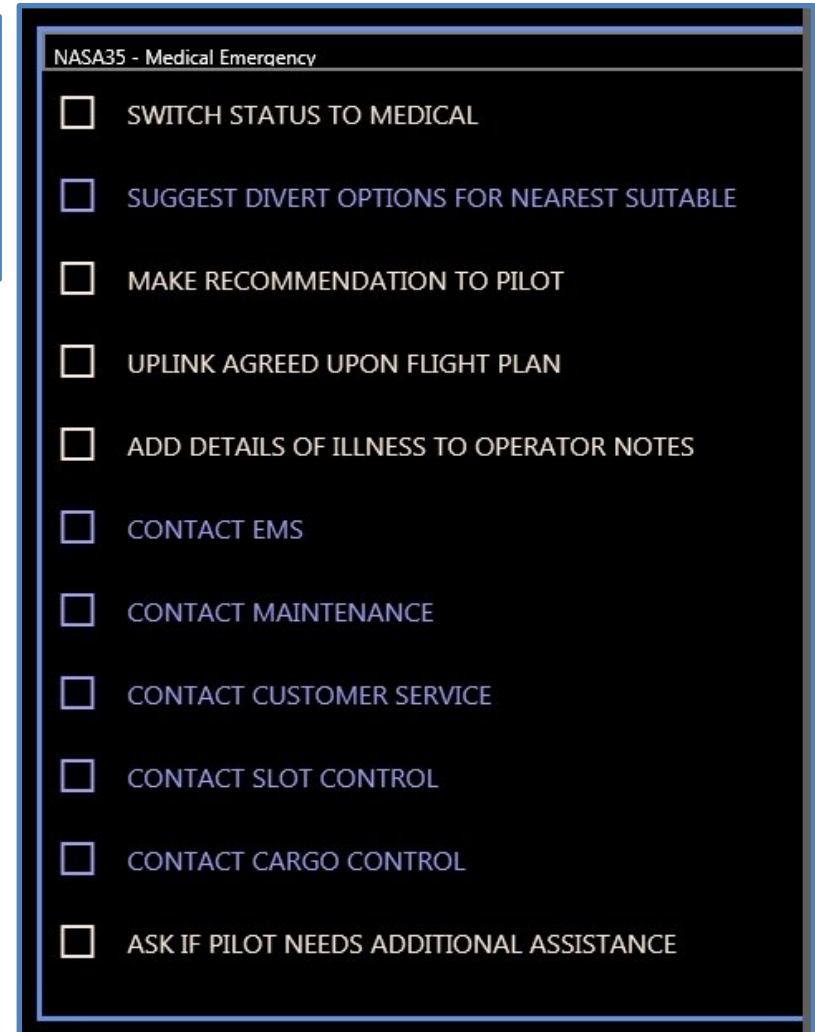 NASA35 - Medical Emergency
SWITCH STATUS TO MEDICAL
SUGGEST DIVERT OPTIONS FOR NEAREST SUITABLE
MAKE RECOMMENDATION TO PILOT
UPLINK AGREED UPON FLIGHT PLAN
ADD DETAILS OF ILLNESS TO OPERATOR NOTES
CONTACT EMS
CONTACT MAINTENANCE
CONTACT CUSTOMER SERVICE
CONTACT SLOT CONTROL
CONTACT CARGO CONTROL
ASK IF PILOT NEEDS ADDITIONAL ASSISTANCE